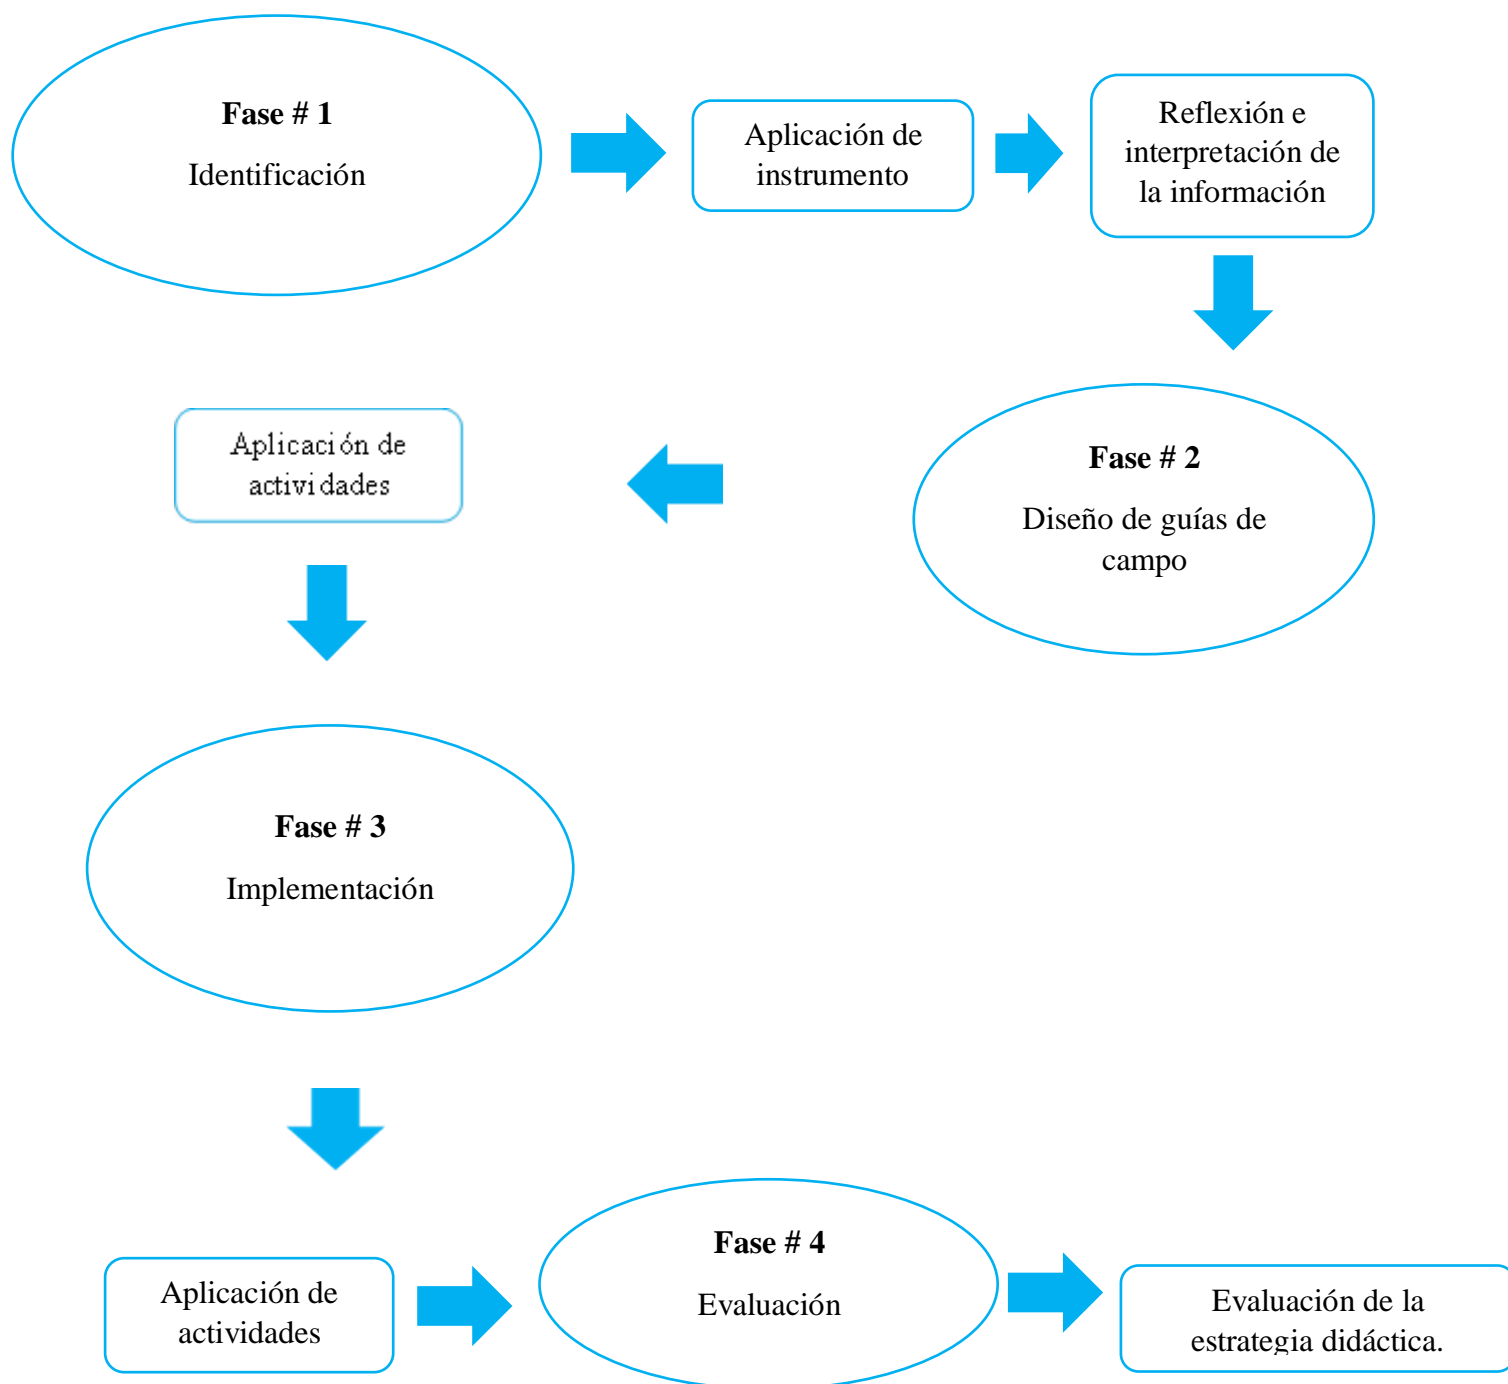 Fase # 1
Identificación
Aplicación de
instrumento
Reflexión e
interpretación de
la información
Fase # 2
Diseño de guías de
campo
Aplicación de
actividades
Fase # 3
Implementación
Aplicación de
actividades
Fase # 4
Evaluación
Evaluación de la
estrategia didáctica.